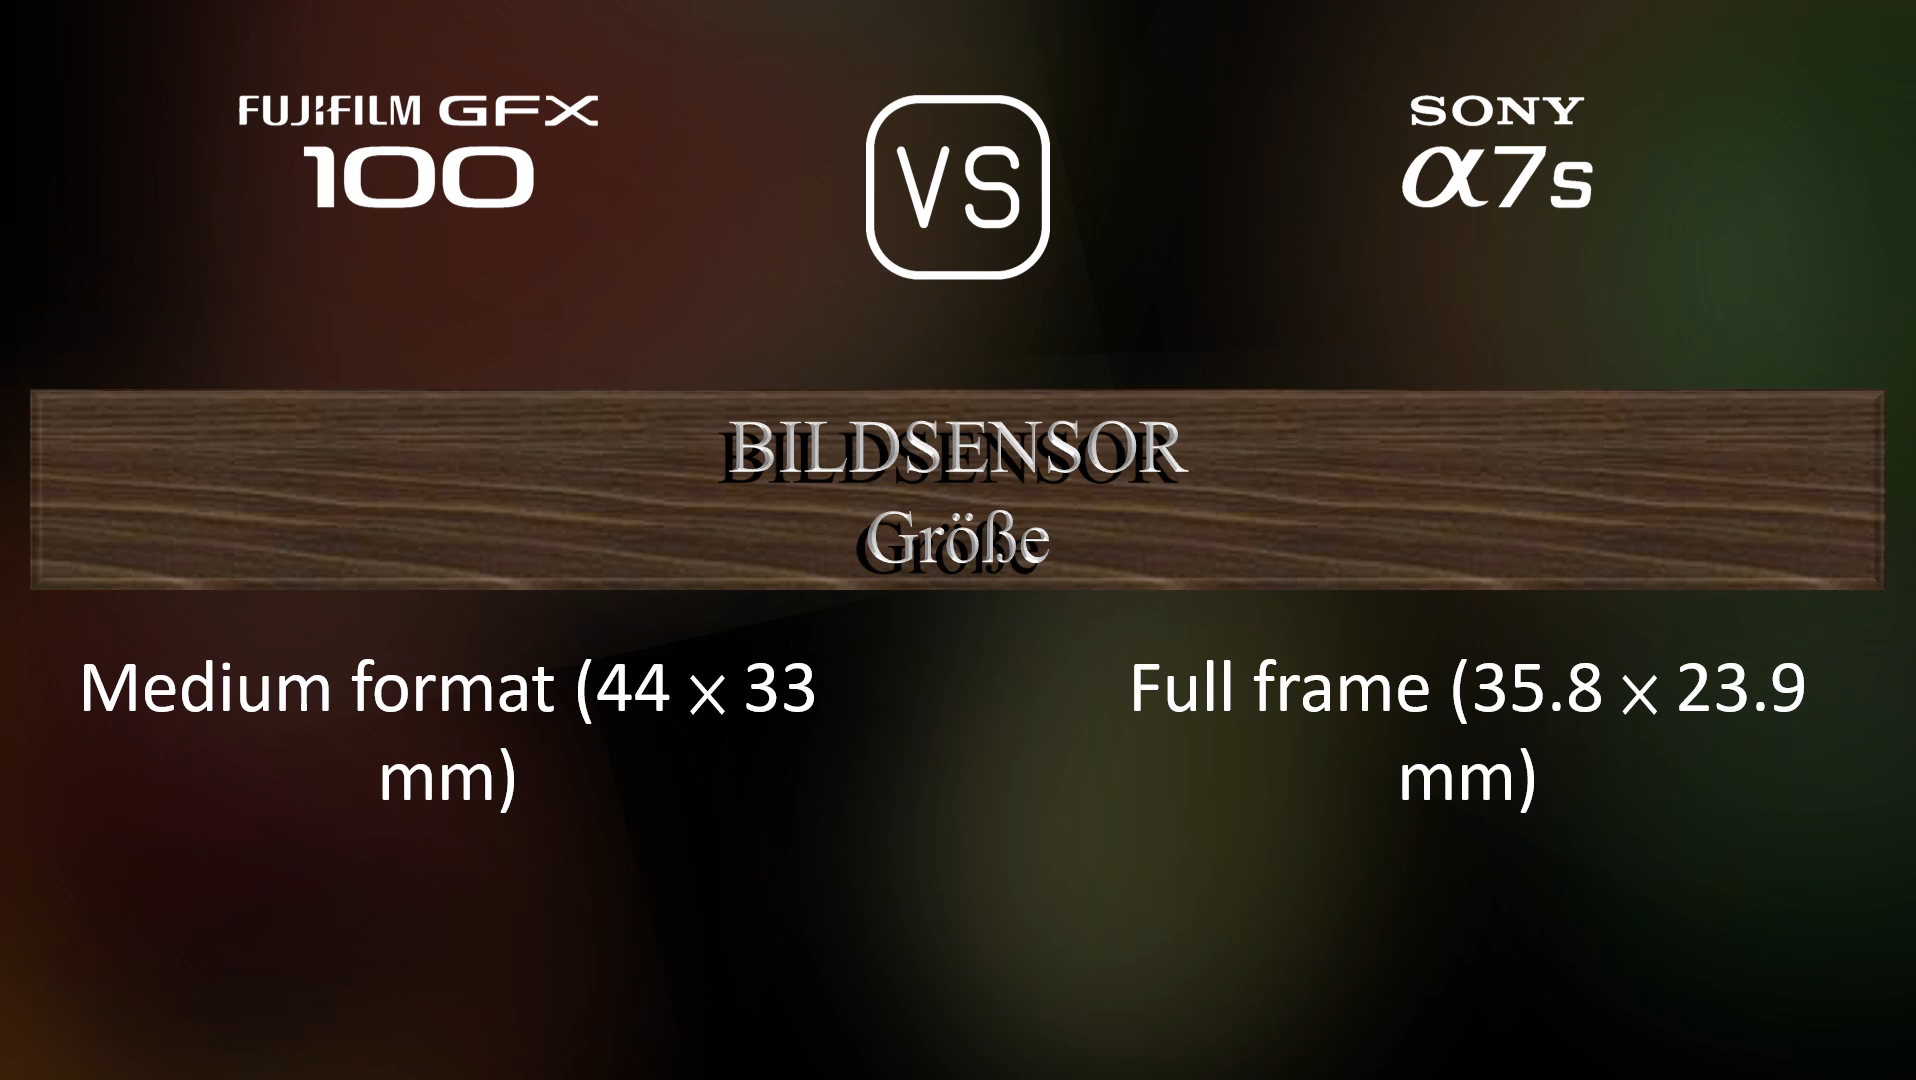 FUJIFILM GFX
100
VS
SONY
α7s
BILDSENSOR
Größe
Medium format (44 x 33
mm)
Full frame (35.8 x 23.9
mm)